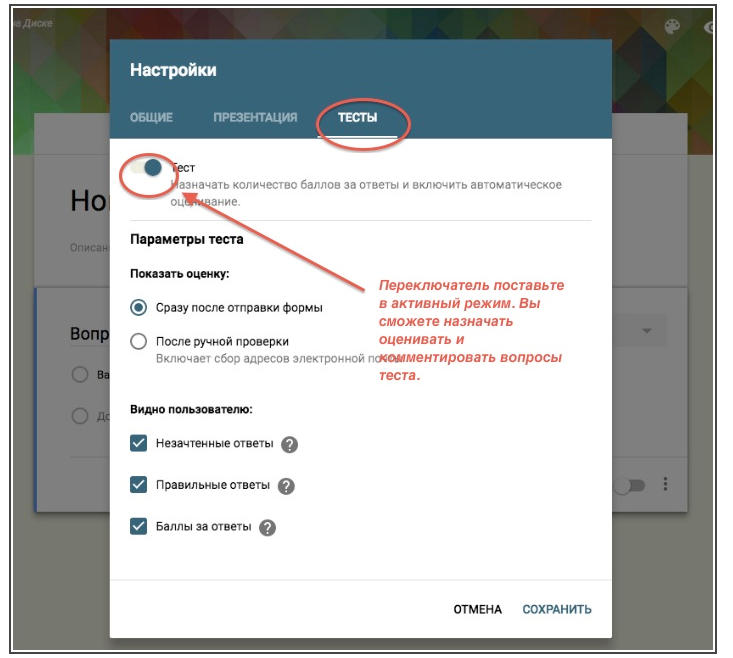 на Диске
Настройки
ОБЩИЕ ПРЕЗЕНТАЦИЯ ТЕСТЫ
Тест
Назначать количество баллов за ответы и включить автоматическое
оценивание.
Параметры теста
Показать оценку:
Сразу после отправки формы
После ручной проверки
Включает сбор адресов электронной почты
Переключатель поставьте
в активный режим. Вы
сможете назначать
оценивать и
комментировать вопросы
теста.
Видно пользователю:
Незачтенные ответы ?
Правильные ответы ?
Баллы за ответы ?
ОТМЕНА СОХРАНИТЬ
Но
Описан
Вопр
Ва
До